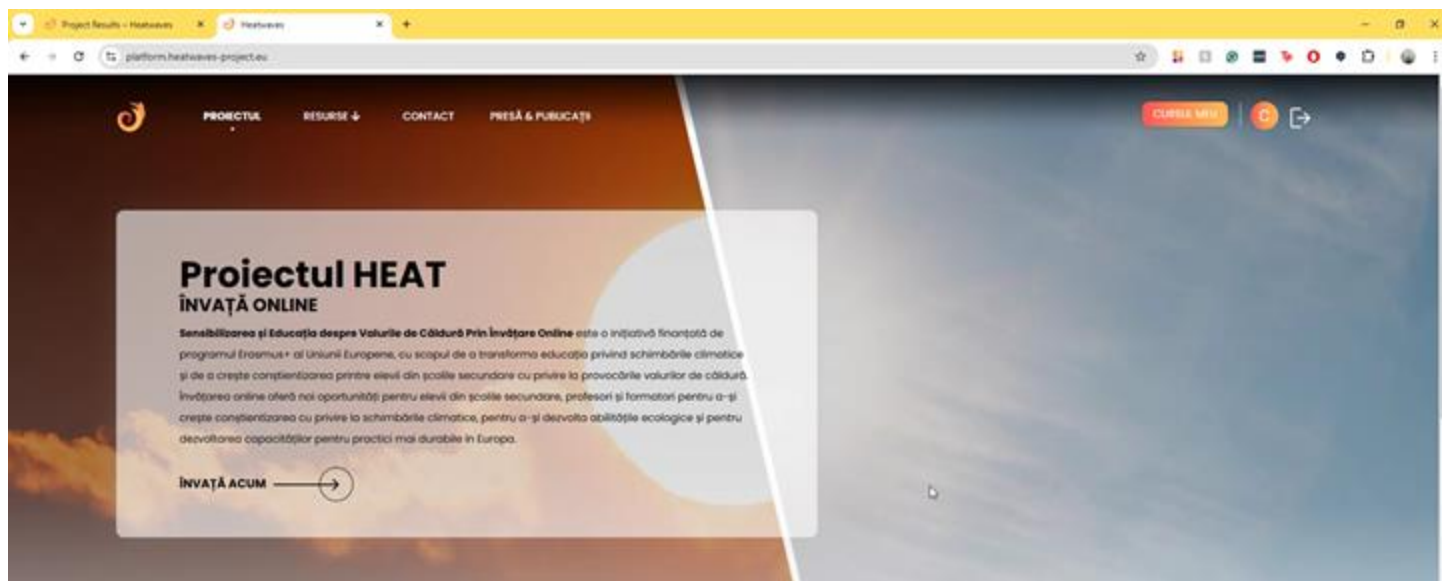 Project Results – Heatwaves
Heatwaves
platform.heatwaves-project.eu
PROIECTUL
RESURSE
CONTACT
PRESĂ & PUBLICAȚII
CURSUL MEU
C
Proiectul HEAT
ÎNVAȚĂ ONLINE
Sensibilizarea și Educația despre Valurile de Căldură Prin Învățare Online este o inițiativă finanțată de
programul Erasmus+ al Uniunii Europene, cu scopul de a transforma educația privind schimbările climatice
și de a crește conștientizarea printre elevii din școlile secundare cu privire la provocările valurilor de căldură.
Învățarea online oferă noi oportunități pentru elevii din școlile secundare, profesori și formatori pentru a-și
crește conștientizarea cu privire la schimbările climatice, pentru a-și dezvolta abilitățile ecologice și pentru
dezvoltarea capacităților pentru practici mai durabile în Europa.
ÎNVAȚĂ ACUM